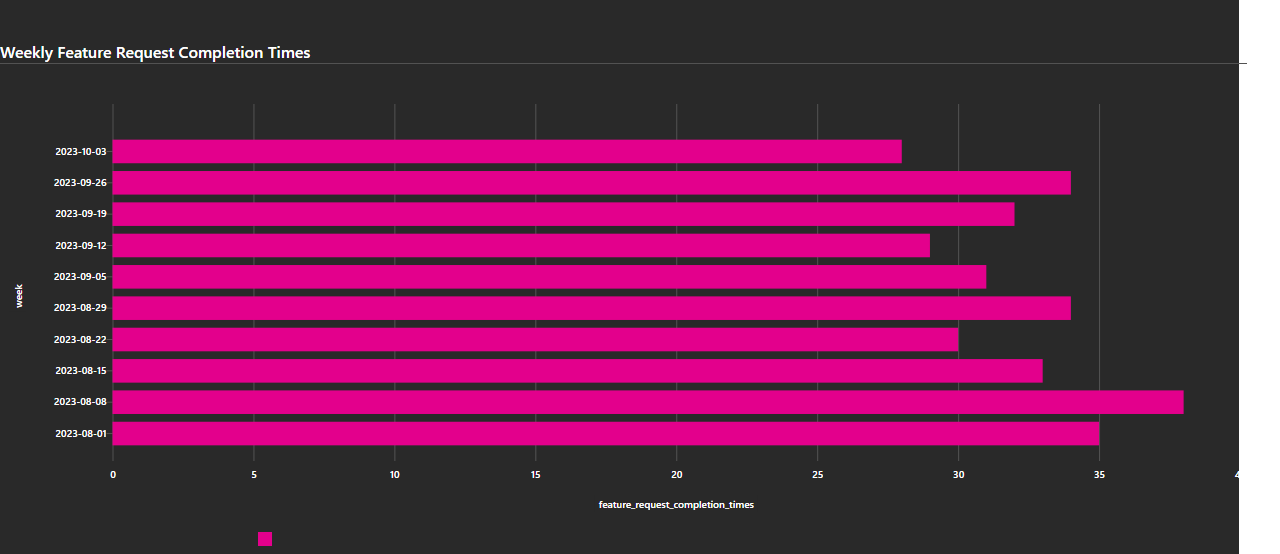 Weekly Feature Request Completion Times
2023-10-03
2023-09-26
2023-09-19
2023-09-12
2023-09-05
week
2023-08-29
2023-08-22
2023-08-15
2023-08-08
2023-08-01
0 5 10 15 20 25 30 35
feature_request_completion_times